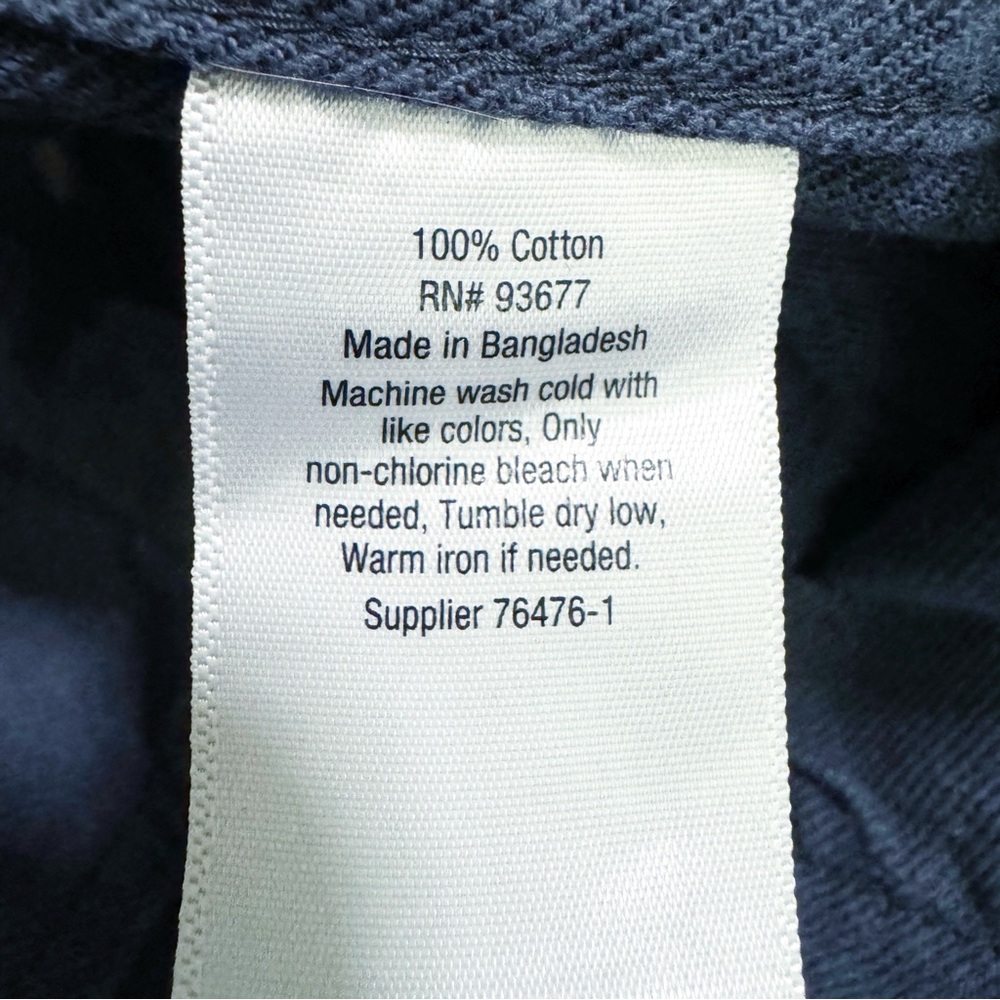 100% Cotton
RN# 93677
Made in Bangladesh
Machine wash cold with
like colors, Only
non-chlorine bleach when
needed, Tumble dry low,
Warm iron if needed.
Supplier 76476-1